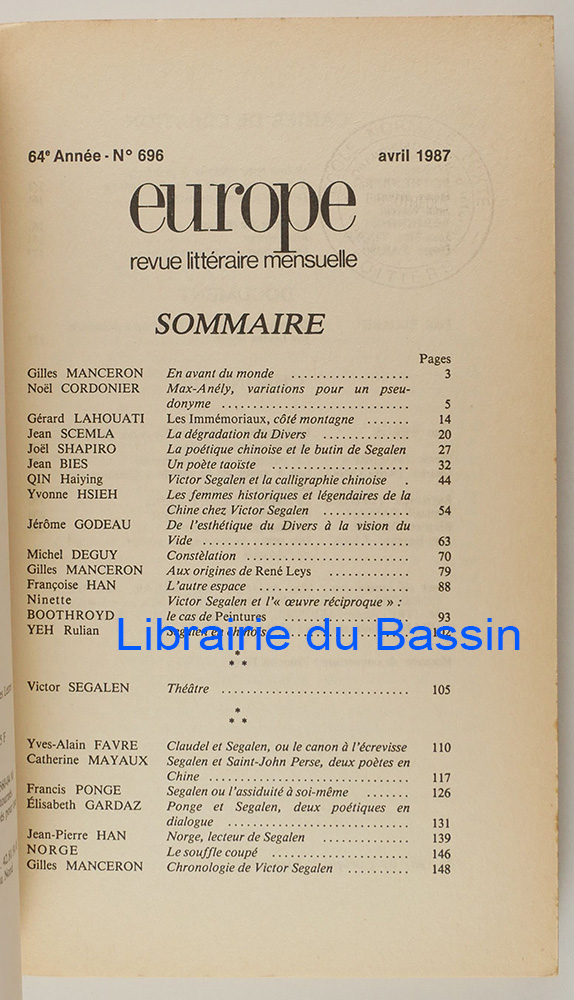 64e Année - N° 696 avril 1987
europe
revue littéraire mensuelle
SOMMAIRE
Pages
Gilles MANCERON En avant du monde 3
Noël CORDONIER Max-Anély, variations pour un pseu-
donyme 5
Gérard LAHOUATI Les Immémoriaux, côté montagne 14
Jean SCEMLA La dégradation du Divers 20
Joël SHAPIRO La poétique chinoise et le butin de Segalen 27
Jean BIES Un poète taoïste 32
QIN Haiying Victor Segalen et la calligraphie chinoise 44
Yvonne HSIEH Les femmes historiques et légendaires de la
Chine chez Victor Segalen 54
Jérôme GODEAU De l'esthétique du Divers à la vision du
Vide 63
Michel DEGUY Constèlation 70
Gilles MANCERON Aux origines de René Leys 79
Françoise HAN L'autre espace 88
Ninette Victor Segalen et l'« œuvre réciproque » :
BOOTHROYD le cas de Peintures 93
YEH Rulian Segalen en chinois 102
Librairie du Bassin
Victor SEGALEN Théâtre 105
Yves-Alain FAVRE Claudel et Segalen, ou le canon à l'écrevisse 110
Catherine MAYAUX Segalen et Saint-John Perse, deux poètes en
Chine 117
Francis PONGE Segalen ou l'assiduité à soi-même 126
Élisabeth GARDAZ Ponge et Segalen, deux poétiques en
dialogue 131
Jean-Pierre HAN Norge, lecteur de Segalen 139
NORGE Le souffle coupé 146
Gilles MANCERON Chronologie de Victor Segalen 148